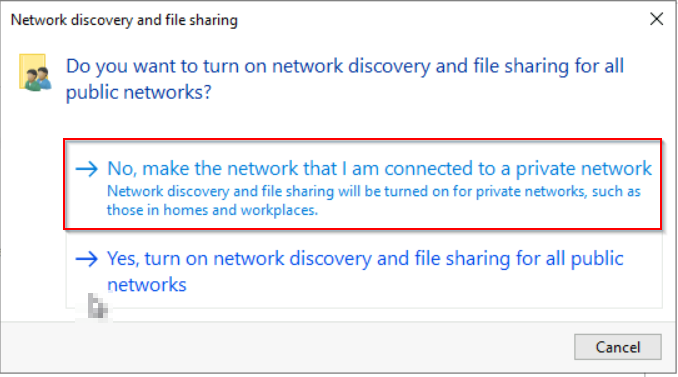 Network discovery and file sharing
Do you want to turn on network discovery and file sharing for all
public networks?
No, make the network that I am connected to a private network
Network discovery and file sharing will be turned on for private networks, such as
those in homes and workplaces.
Yes, turn on network discovery and file sharing for all public
networks
Cancel